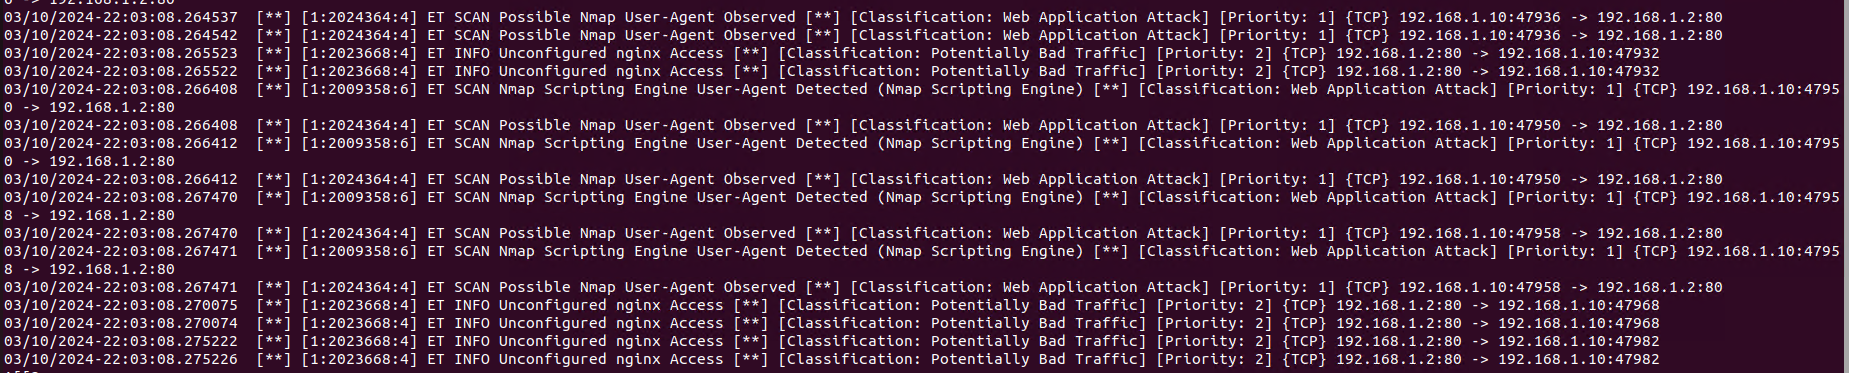 0 -> 192.168.1.2:80
03/10/2024-22:03:08.264537  [**] [1:2024364:4] ET SCAN Possible Nmap User-Agent Observed [**] [Classification: Web Application Attack] [Priority: 1] {TCP} 192.168.1.10:47936 -> 192.168.1.2:80
03/10/2024-22:03:08.264542  [**] [1:2024364:4] ET SCAN Possible Nmap User-Agent Observed [**] [Classification: Web Application Attack] [Priority: 1] {TCP} 192.168.1.10:47936 -> 192.168.1.2:80
03/10/2024-22:03:08.265523  [**] [1:2023668:4] ET INFO Unconfigured nginx Access [**] [Classification: Potentially Bad Traffic] [Priority: 2] {TCP} 192.168.1.2:80 -> 192.168.1.10:47932
03/10/2024-22:03:08.265522  [**] [1:2023668:4] ET INFO Unconfigured nginx Access [**] [Classification: Potentially Bad Traffic] [Priority: 2] {TCP} 192.168.1.2:80 -> 192.168.1.10:47932
03/10/2024-22:03:08.266408  [**] [1:2009358:6] ET SCAN Nmap Scripting Engine User-Agent Detected (Nmap Scripting Engine) [**] [Classification: Web Application Attack] [Priority: 1] {TCP} 192.168.1.10:4795
0 -> 192.168.1.2:80
03/10/2024-22:03:08.266408  [**] [1:2024364:4] ET SCAN Possible Nmap User-Agent Observed [**] [Classification: Web Application Attack] [Priority: 1] {TCP} 192.168.1.10:47950 -> 192.168.1.2:80
03/10/2024-22:03:08.266412  [**] [1:2009358:6] ET SCAN Nmap Scripting Engine User-Agent Detected (Nmap Scripting Engine) [**] [Classification: Web Application Attack] [Priority: 1] {TCP} 192.168.1.10:4795
0 -> 192.168.1.2:80
03/10/2024-22:03:08.266412  [**] [1:2024364:4] ET SCAN Possible Nmap User-Agent Observed [**] [Classification: Web Application Attack] [Priority: 1] {TCP} 192.168.1.10:47950 -> 192.168.1.2:80
03/10/2024-22:03:08.267470  [**] [1:2009358:6] ET SCAN Nmap Scripting Engine User-Agent Detected (Nmap Scripting Engine) [**] [Classification: Web Application Attack] [Priority: 1] {TCP} 192.168.1.10:4795
8 -> 192.168.1.2:80
03/10/2024-22:03:08.267470  [**] [1:2024364:4] ET SCAN Possible Nmap User-Agent Observed [**] [Classification: Web Application Attack] [Priority: 1] {TCP} 192.168.1.10:47958 -> 192.168.1.2:80
03/10/2024-22:03:08.267471  [**] [1:2009358:6] ET SCAN Nmap Scripting Engine User-Agent Detected (Nmap Scripting Engine) [**] [Classification: Web Application Attack] [Priority: 1] {TCP} 192.168.1.10:4795
8 -> 192.168.1.2:80
03/10/2024-22:03:08.267471  [**] [1:2024364:4] ET SCAN Possible Nmap User-Agent Observed [**] [Classification: Web Application Attack] [Priority: 1] {TCP} 192.168.1.10:47958 -> 192.168.1.2:80
03/10/2024-22:03:08.270075  [**] [1:2023668:4] ET INFO Unconfigured nginx Access [**] [Classification: Potentially Bad Traffic] [Priority: 2] {TCP} 192.168.1.2:80 -> 192.168.1.10:47968
03/10/2024-22:03:08.270074  [**] [1:2023668:4] ET INFO Unconfigured nginx Access [**] [Classification: Potentially Bad Traffic] [Priority: 2] {TCP} 192.168.1.2:80 -> 192.168.1.10:47968
03/10/2024-22:03:08.275222  [**] [1:2023668:4] ET INFO Unconfigured nginx Access [**] [Classification: Potentially Bad Traffic] [Priority: 2] {TCP} 192.168.1.2:80 -> 192.168.1.10:47982
03/10/2024-22:03:08.275226  [**] [1:2023668:4] ET INFO Unconfigured nginx Access [**] [Classification: Potentially Bad Traffic] [Priority: 2] {TCP} 192.168.1.2:80 -> 192.168.1.10:47982